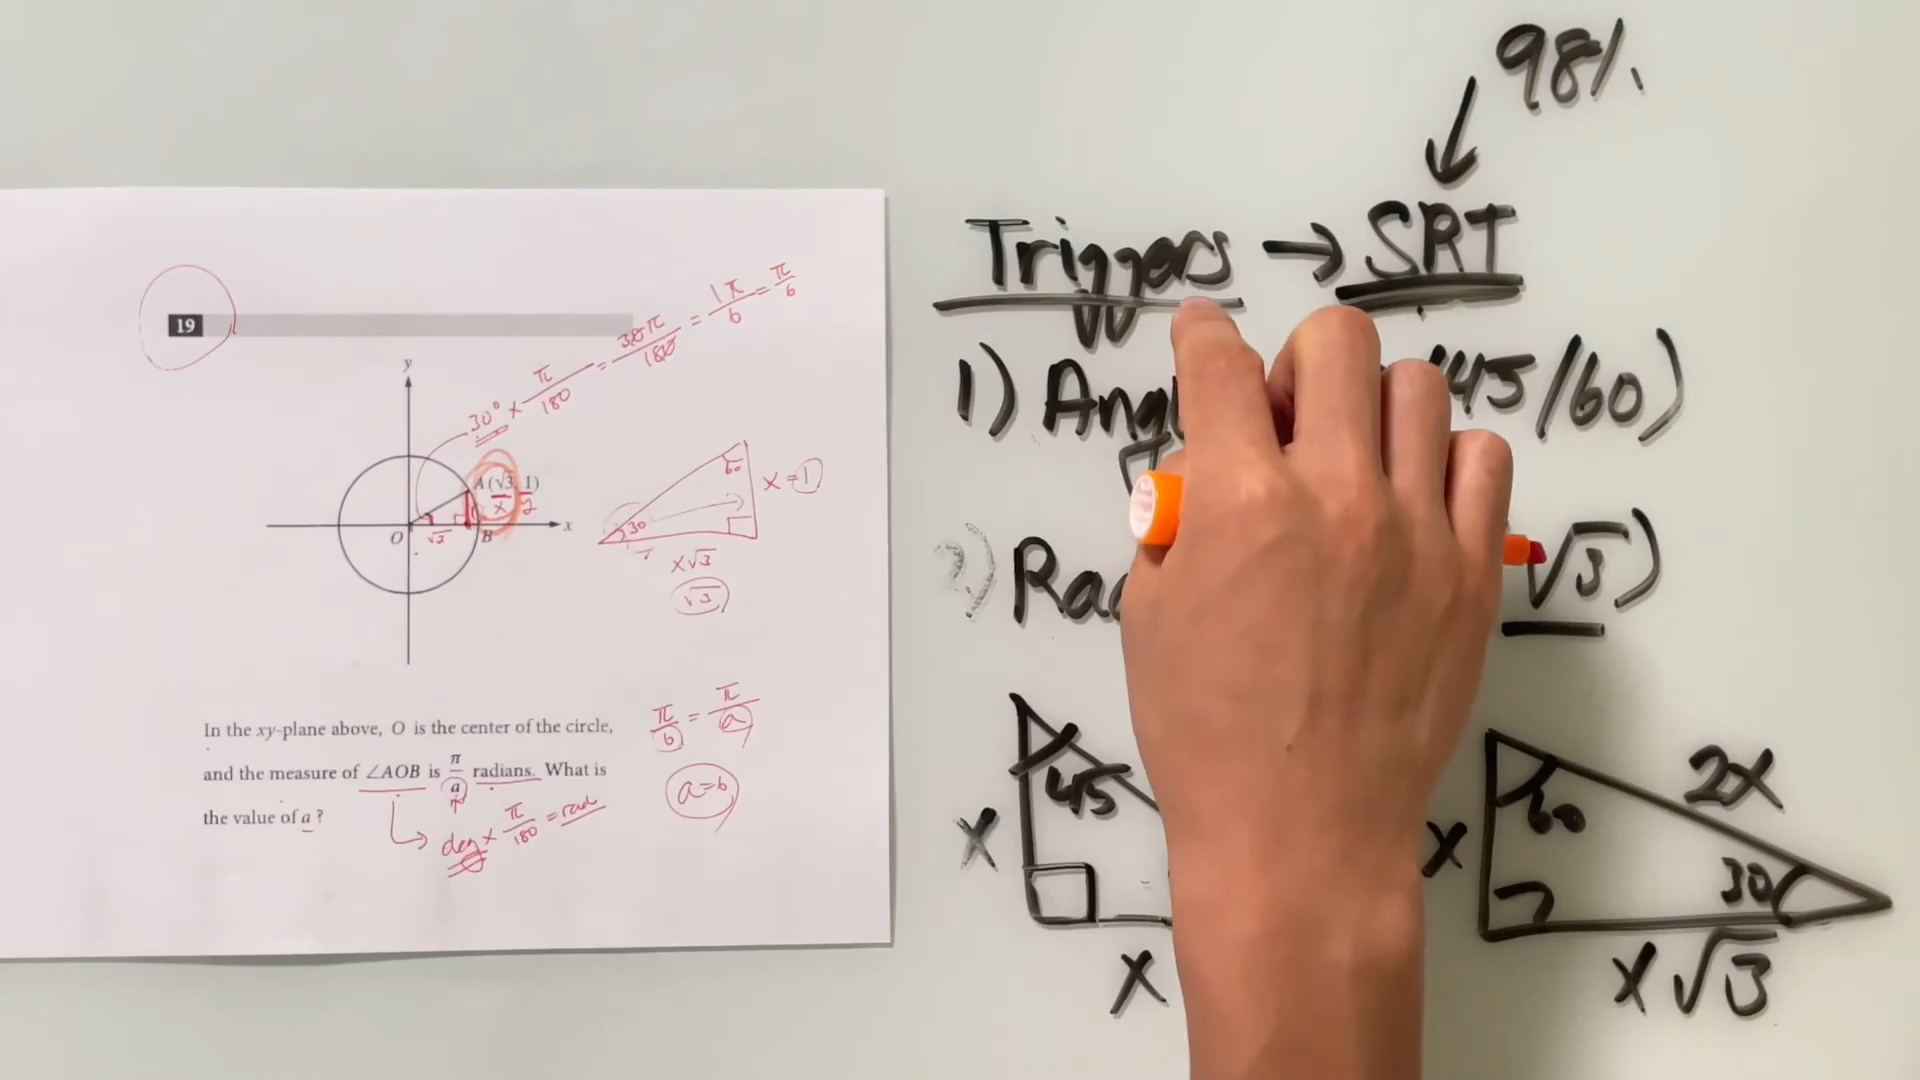 98%
Triggers → SRT
1) Ang 45/60)
2) Rad √3)
45
x
x
2x
60
x
30
x√3
19
30° × π/180 = 30π/180 = 1π/6 = π/6
y
A(√3, 1)
x 2
O √3 B x
60
x = 1
30
x√3
√3
In the xy-plane above, O is the center of the circle,
and the measure of ∠AOB is π/a radians. What is
the value of a ?
deg × π/180 = rad
π/6 = π/a
a=6